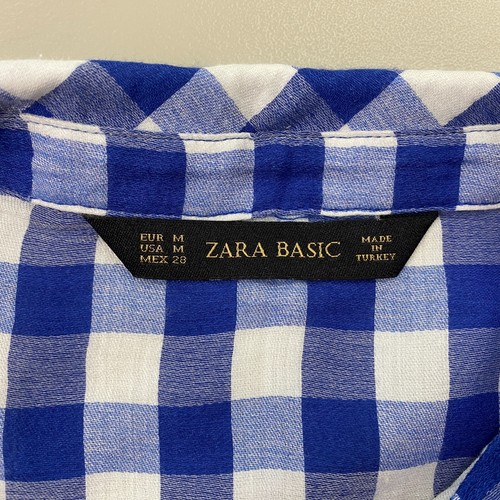 EUR M
USA M
MEX 28
ZARA BASIC
MADE
IN
TURKEY